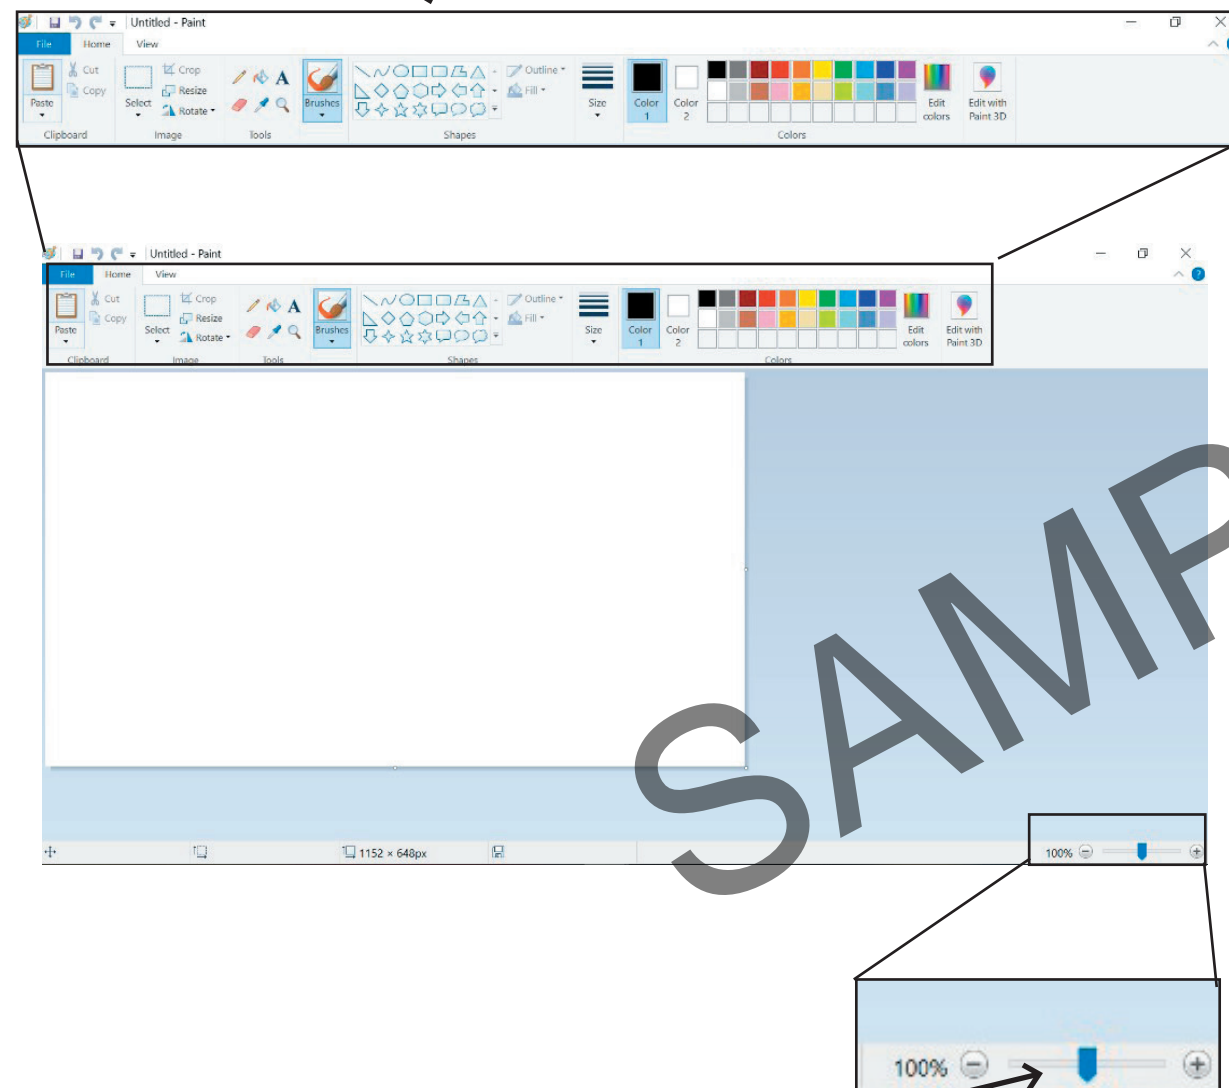 Untitled - Paint
File Home View
Paste Cut Copy Select Crop Resize Rotate A Brushes Outline Fill Size Color 1 Color 2 Edit colors Edit with Paint 3D
Clipboard Image Tools Shapes Colors
Untitled - Paint
File Home View
?
Paste Cut Copy Select Crop Resize Rotate A Brushes Outline Fill Size Color 1 Color 2 Edit colors Edit with Paint 3D
Clipboard Image Tools Shapes Colors
SAMP
1152 × 648px 100%
100%